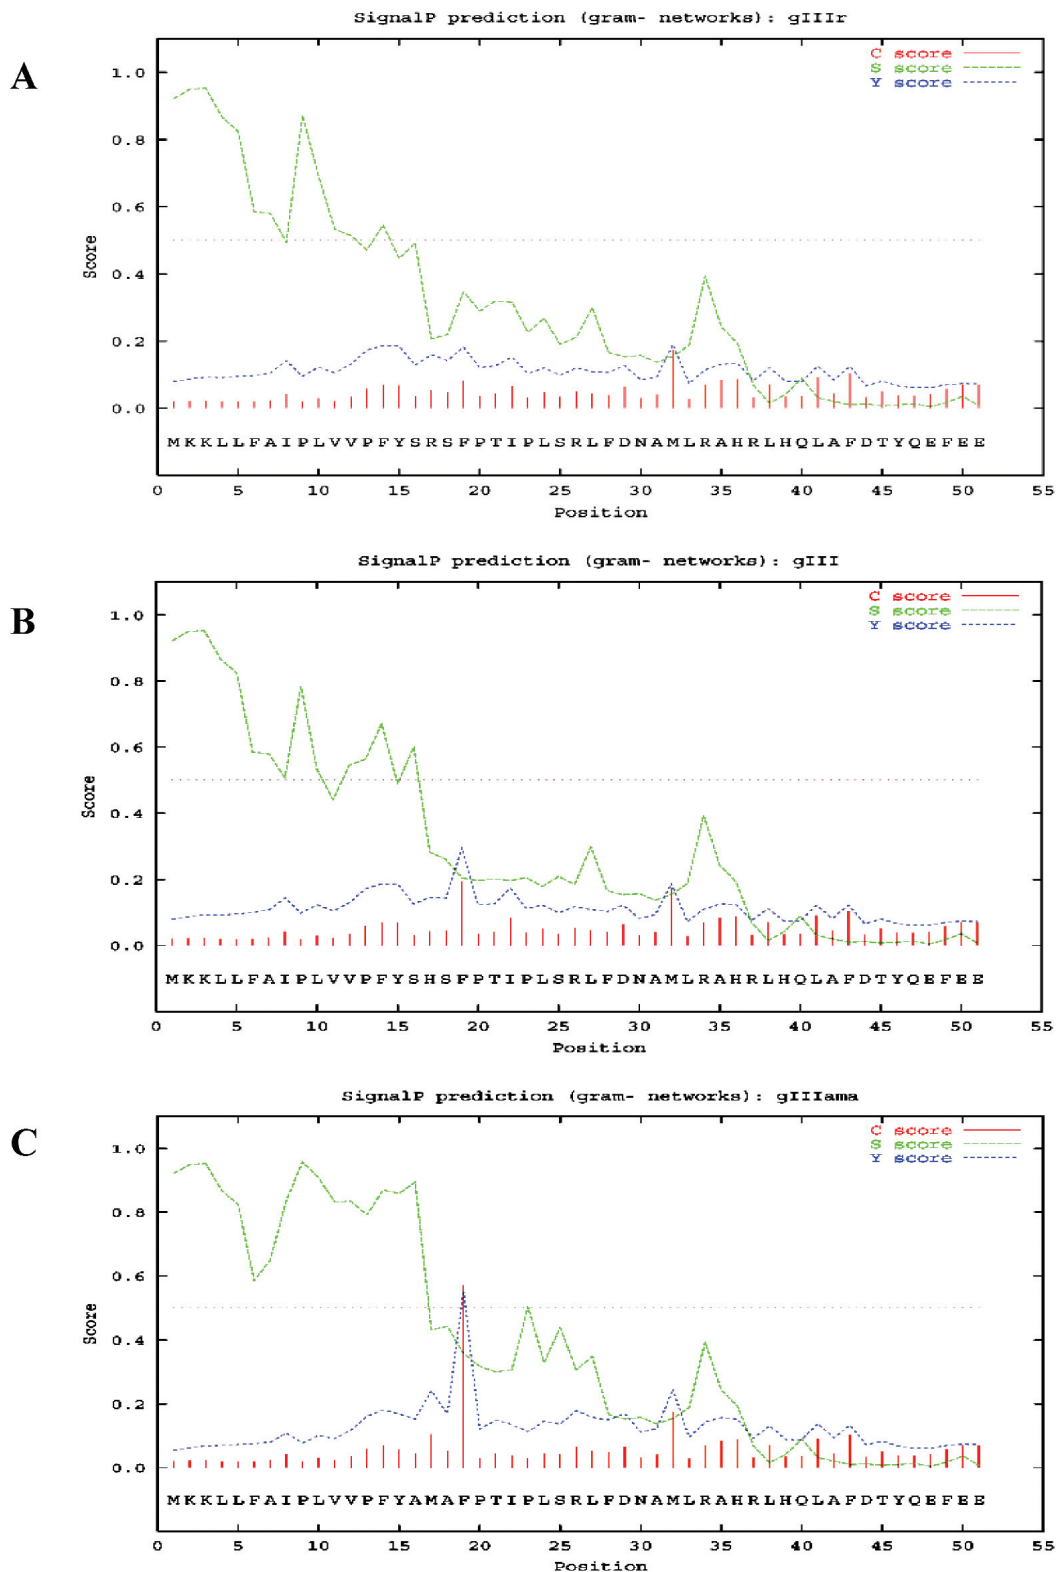 SignalP prediction (gram- networks): gIIIr
A
C score
S score
Y score
1.0
0.8
0.6
0.4
0.2
0.0
Score
M K K L L F A I P L V V P F Y S R S F P T I P L S R L F D N A M L R A H R L H Q L A F D T Y Q E F E E
0 5 10 15 20 25 30 35 40 45 50 55
Position
SignalP prediction (gram- networks): gIII
B
C score
S score
Y score
1.0
0.8
0.6
0.4
0.2
0.0
Score
M K K L L F A I P L V V P F Y S H S F P T I P L S R L F D N A M L R A H R L H Q L A F D T Y Q E F E E
0 5 10 15 20 25 30 35 40 45 50 55
Position
SignalP prediction (gram- networks): gIIIama
C
C score
S score
Y score
1.0
0.8
0.6
0.4
0.2
0.0
Score
M K K L L F A I P L V V P F Y A M A F P T I P L S R L F D N A M L R A H R L H Q L A F D T Y Q E F E E
0 5 10 15 20 25 30 35 40 45 50 55
Position